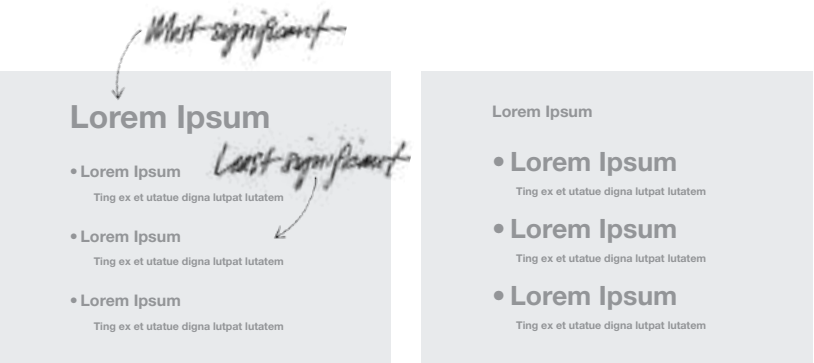 Most significant
Lorem Ipsum
• Lorem Ipsum
Least significant
Ting ex et utatue digna lutpat lutatem
• Lorem Ipsum
Ting ex et utatue digna lutpat lutatem
• Lorem Ipsum
Ting ex et utatue digna lutpat lutatem
Lorem Ipsum
• Lorem Ipsum
Ting ex et utatue digna lutpat lutatem
• Lorem Ipsum
Ting ex et utatue digna lutpat lutatem
• Lorem Ipsum
Ting ex et utatue digna lutpat lutatem